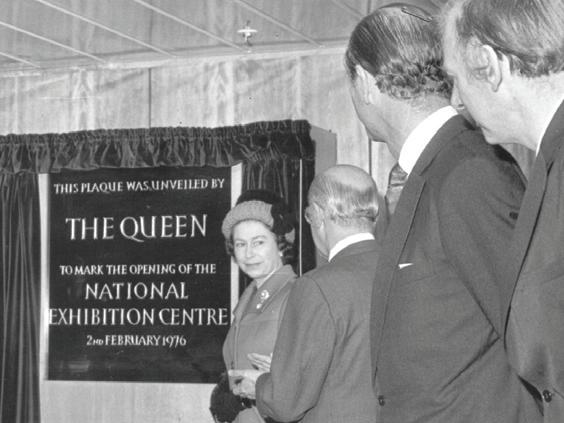 THIS PLAQUE WAS UNVEILED BY
THE QUEEN
TO MARK THE OPENING OF THE
NATIONAL
EXHIBITION CENTRE
2ND FEBRUARY 1976